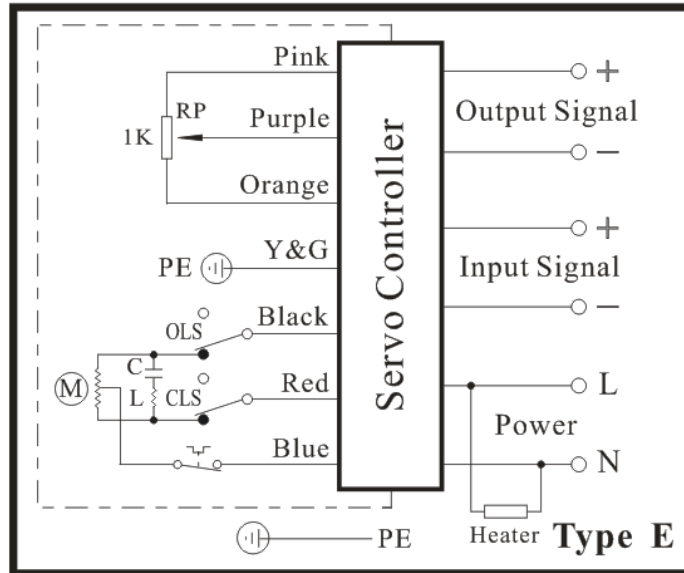 Pink
+
RP
Purple
Output Signal
1K
−
Orange
+
Y&G
PE
Input Signal
Servo Controller
Black
OLS
−
C
M
Red
L
L
CLS
Power
Blue
N
PE
Heater
Type E